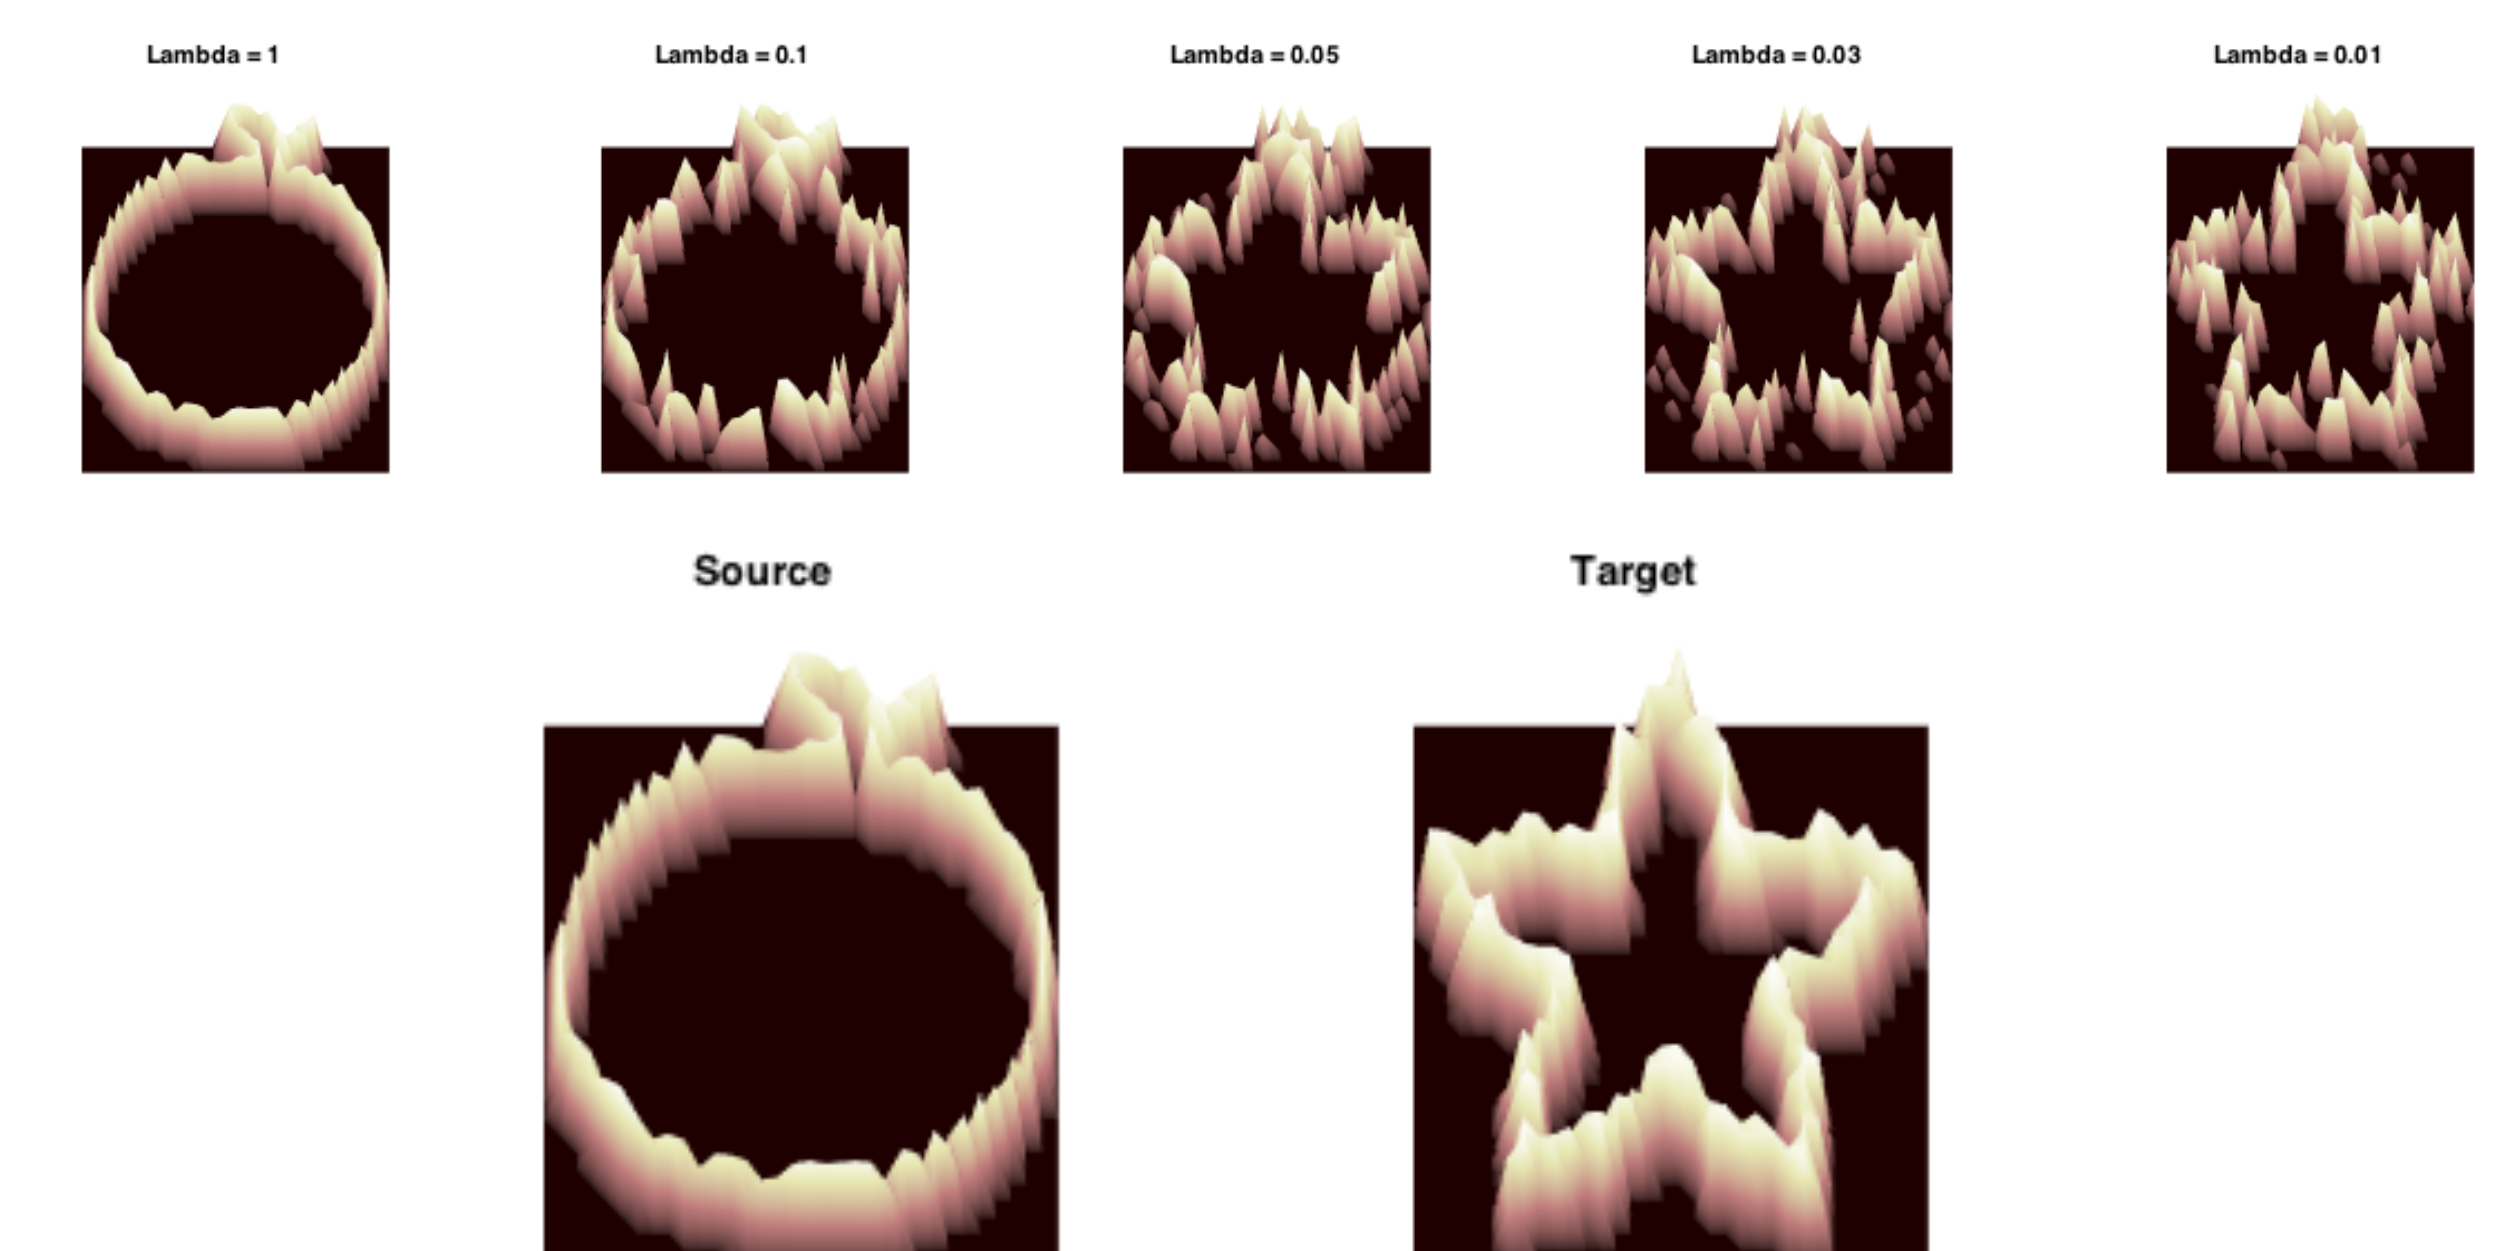 Lambda = 1
Lambda = 0.1
Lambda = 0.05
Lambda = 0.03
Lambda = 0.01
Source
Target